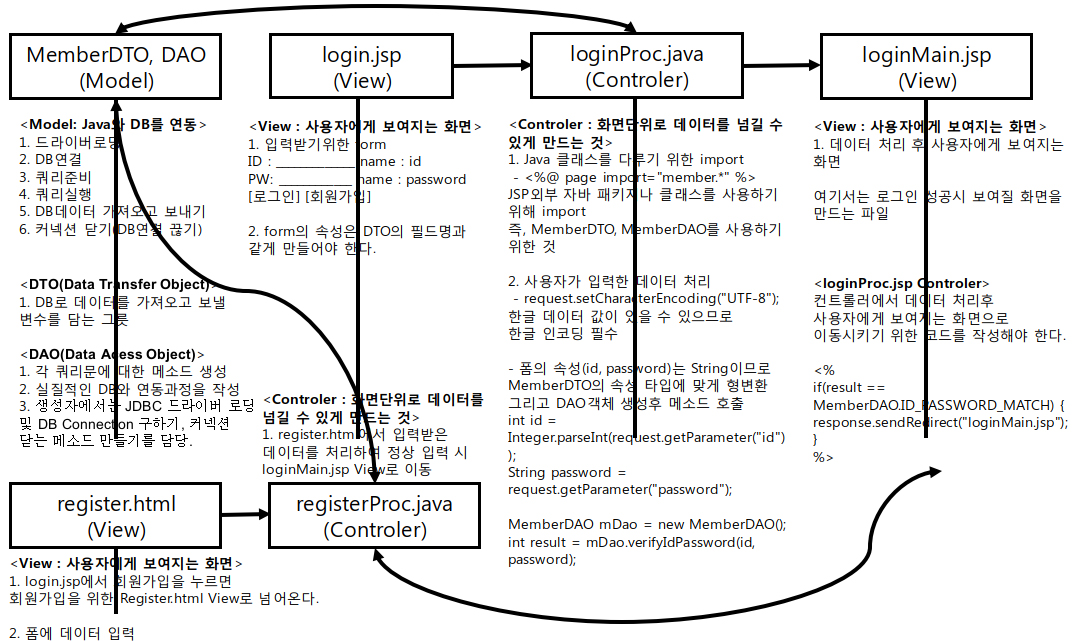 MemberDTO, DAO
(Model)
<Model: Java와 DB를 연동>
1. 드라이버로딩
2. DB연결
3. 쿼리준비
4. 쿼리실행
5. DB데이터 가져오고 보내기
6. 커넥션 닫기(DB연결 끊기)
<DTO(Data Transfer Object)>
1. DB로 데이터를 가져오고 보낼
변수를 담는 그릇
<DAO(Data Acess Object)>
1. 각 쿼리문에 대한 메소드 생성
2. 실질적인 DB와 연동과정을 작성
3. 생성자에서는 JDBC 드라이버 로딩
및 DB Connection 구하기, 커넥션
닫는 메소드 만들기를 담당.
login.jsp
(View)
<View : 사용자에게 보여지는 화면>
1. 입력받기위한 form
ID : ____________ name : id
PW: ____________ name : password
[로그인] [회원가입]
2. form의 속성은 DTO의 필드명과
같게 만들어야 한다.
loginProc.java
(Controler)
<Controler : 화면단위로 데이터를 넘길 수
있게 만드는 것>
1. Java 클래스를 다루기 위한 import
- <%@ page import="member.*" %>
JSP외부 자바 패키지나 클래스를 사용하기
위해 import
즉, MemberDTO, MemberDAO를 사용하기
위한 것
2. 사용자가 입력한 데이터 처리
- request.setCharacterEncoding("UTF-8");
한글 데이터 값이 있을 수 있으므로
한글 인코딩 필수
- 폼의 속성(id, password)는 String이므로
MemberDTO의 속성 타입에 맞게 형변환
그리고 DAO객체 생성후 메소드 호출
int id =
Integer.parseInt(request.getParameter("id")
);
String password =
request.getParameter("password");
MemberDAO mDao = new MemberDAO();
int result = mDao.verifyIdPassword(id,
password);
loginMain.jsp
(View)
<View : 사용자에게 보여지는 화면>
1. 데이터 처리 후 사용자에게 보여지는
화면
여기서는 로그인 성공시 보여질 화면을
만드는 파일
<loginProc.jsp Controler>
컨트롤러에서 데이터 처리후
사용자에게 보여지는 화면으로
이동시키기 위한 코드를 작성해야 한다.
<%
if(result ==
MemberDAO.ID_PASSWORD_MATCH) {
response.sendRedirect("loginMain.jsp");
}
%>
register.html
(View)
<View : 사용자에게 보여지는 화면>
1. login.jsp에서 회원가입을 누르면
회원가입을 위한 Register.html View로 넘어온다.
2. 폼에 데이터 입력
<Controler : 화면단위로 데이터를
넘길 수 있게 만드는 것>
1. register.html에서 입력받은
데이터를 처리하여 정상 입력 시
loginMain.jsp View로 이동
registerProc.java
(Controler)